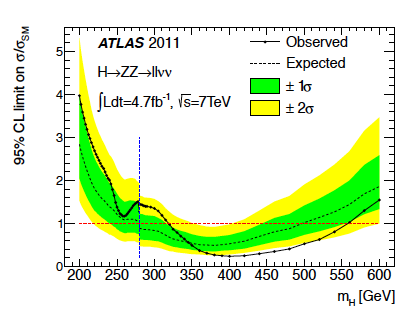 ATLAS 2011
H→ZZ→llνν
∫Ldt=4.7fb⁻¹, √s=7TeV
Observed
Expected
± 1σ
± 2σ
95% CL limit on σ/σSM
5
4
3
2
1
0
200 250 300 350 400 450 500 550 600
mH [GeV]